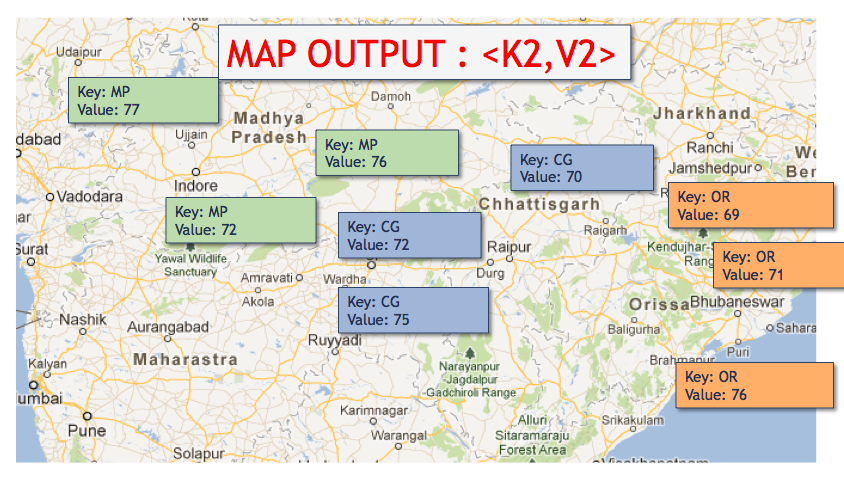 MAP OUTPUT : <K2,V2>
Kota
Udaipur
Key: MP
Value: 77
Damoh
Madhya
Pradesh
Jharkhand
dabad
Ujjain
Key: MP
Value: 76
Ranchi
Key: CG
Value: 70
Jamshedpur
We
Ben
Indore
Vadodara
Key: OR
Value: 69
Key: MP
Value: 72
Chhattisgarh
ar
Key: CG
Value: 72
Raigarh
Surat
Yawal Wildlife
Sanctuary
Raipur
Kendujhar-S
Rang
Key: OR
Value: 71
Amravati
Wardha
Durg
Akola
Key: CG
Value: 75
Orissa
Bhubaneswar
Nashik
Aurangabad
Baligurha
Sahara
Ruyyadi
Puri
Maharastra
Kalyan
Narayanpur
Jagdalpur
Gadchiroli Range
Brahmapur
Key: OR
Value: 76
umbai
Pune
Karimnagar
Alluri
Sitaramaraju
Forest Area
Srikakulam
Warangal
Solapur
Visakhapatnam